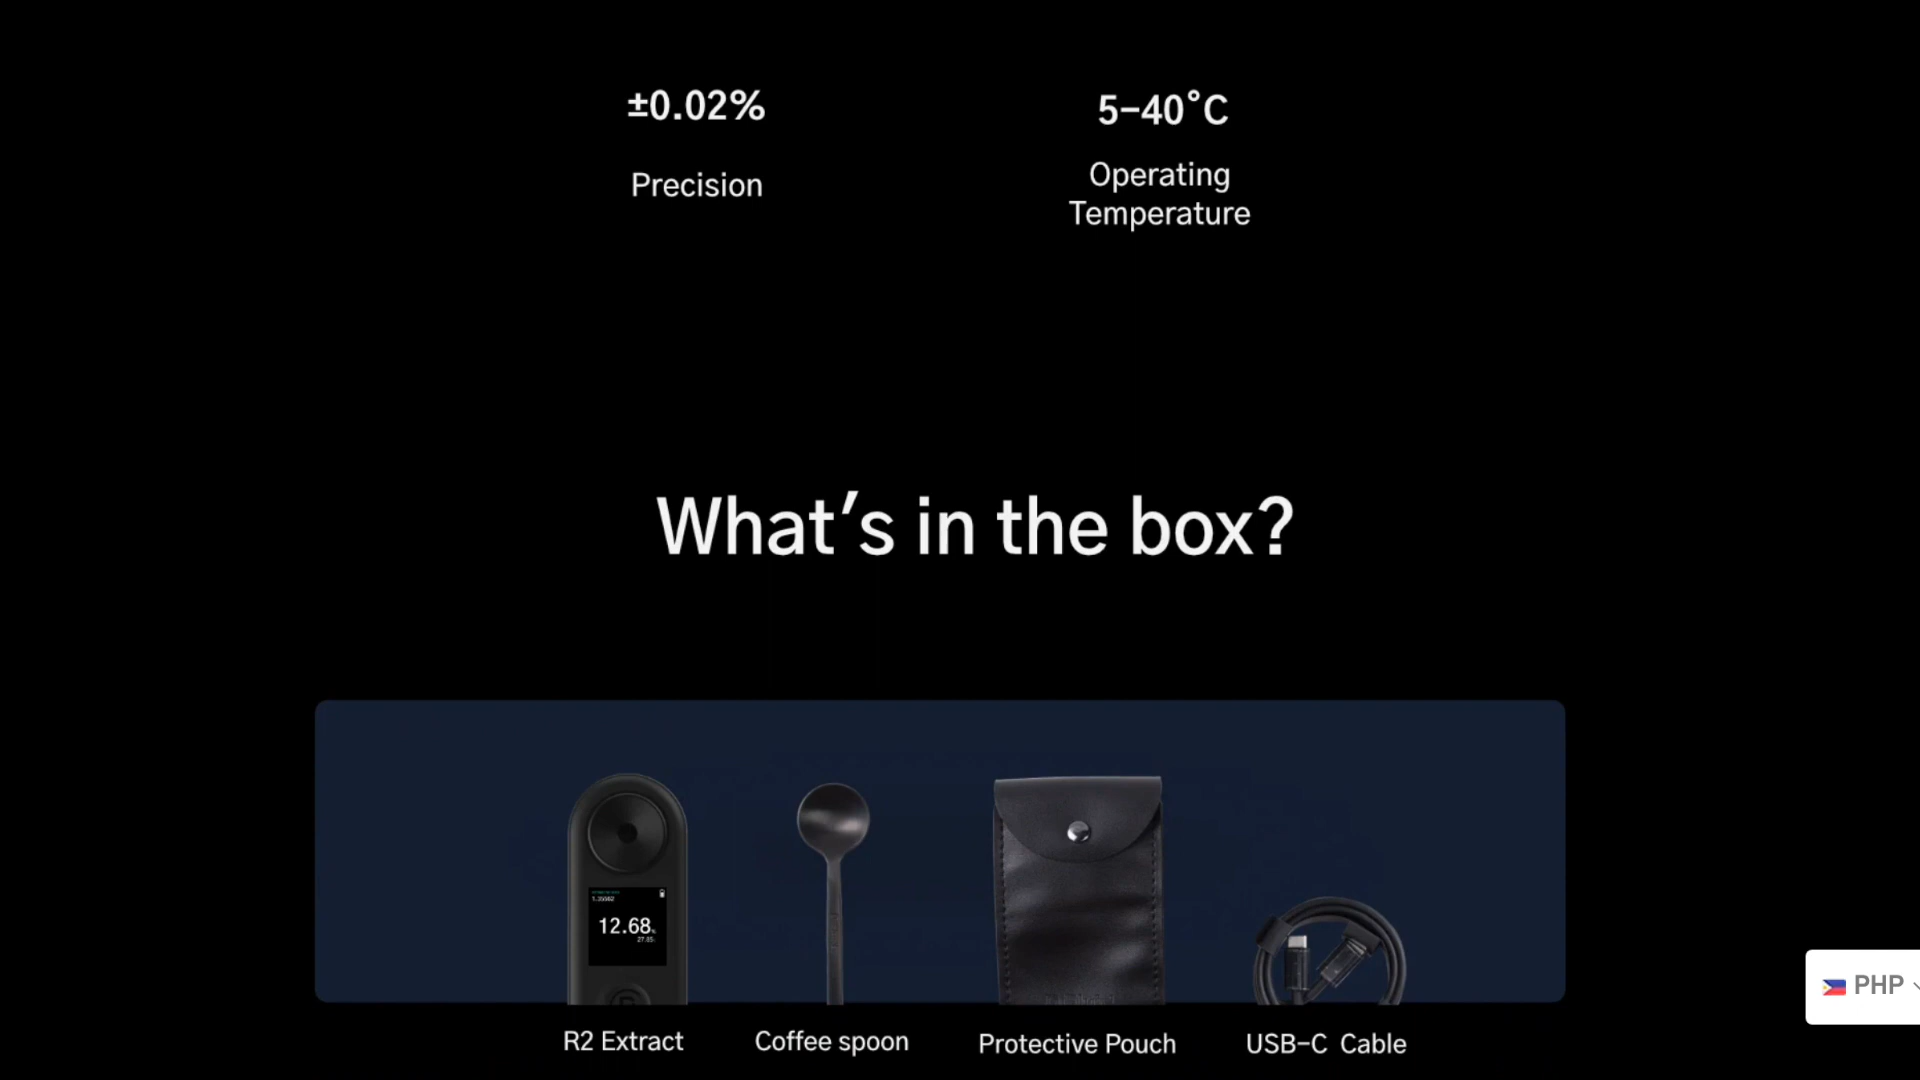 ±0.02%
5–40°C
Precision
Operating
Temperature
What's in the box?
12.68
R2 Extract
Coffee spoon
Protective Pouch
USB-C Cable
PHP